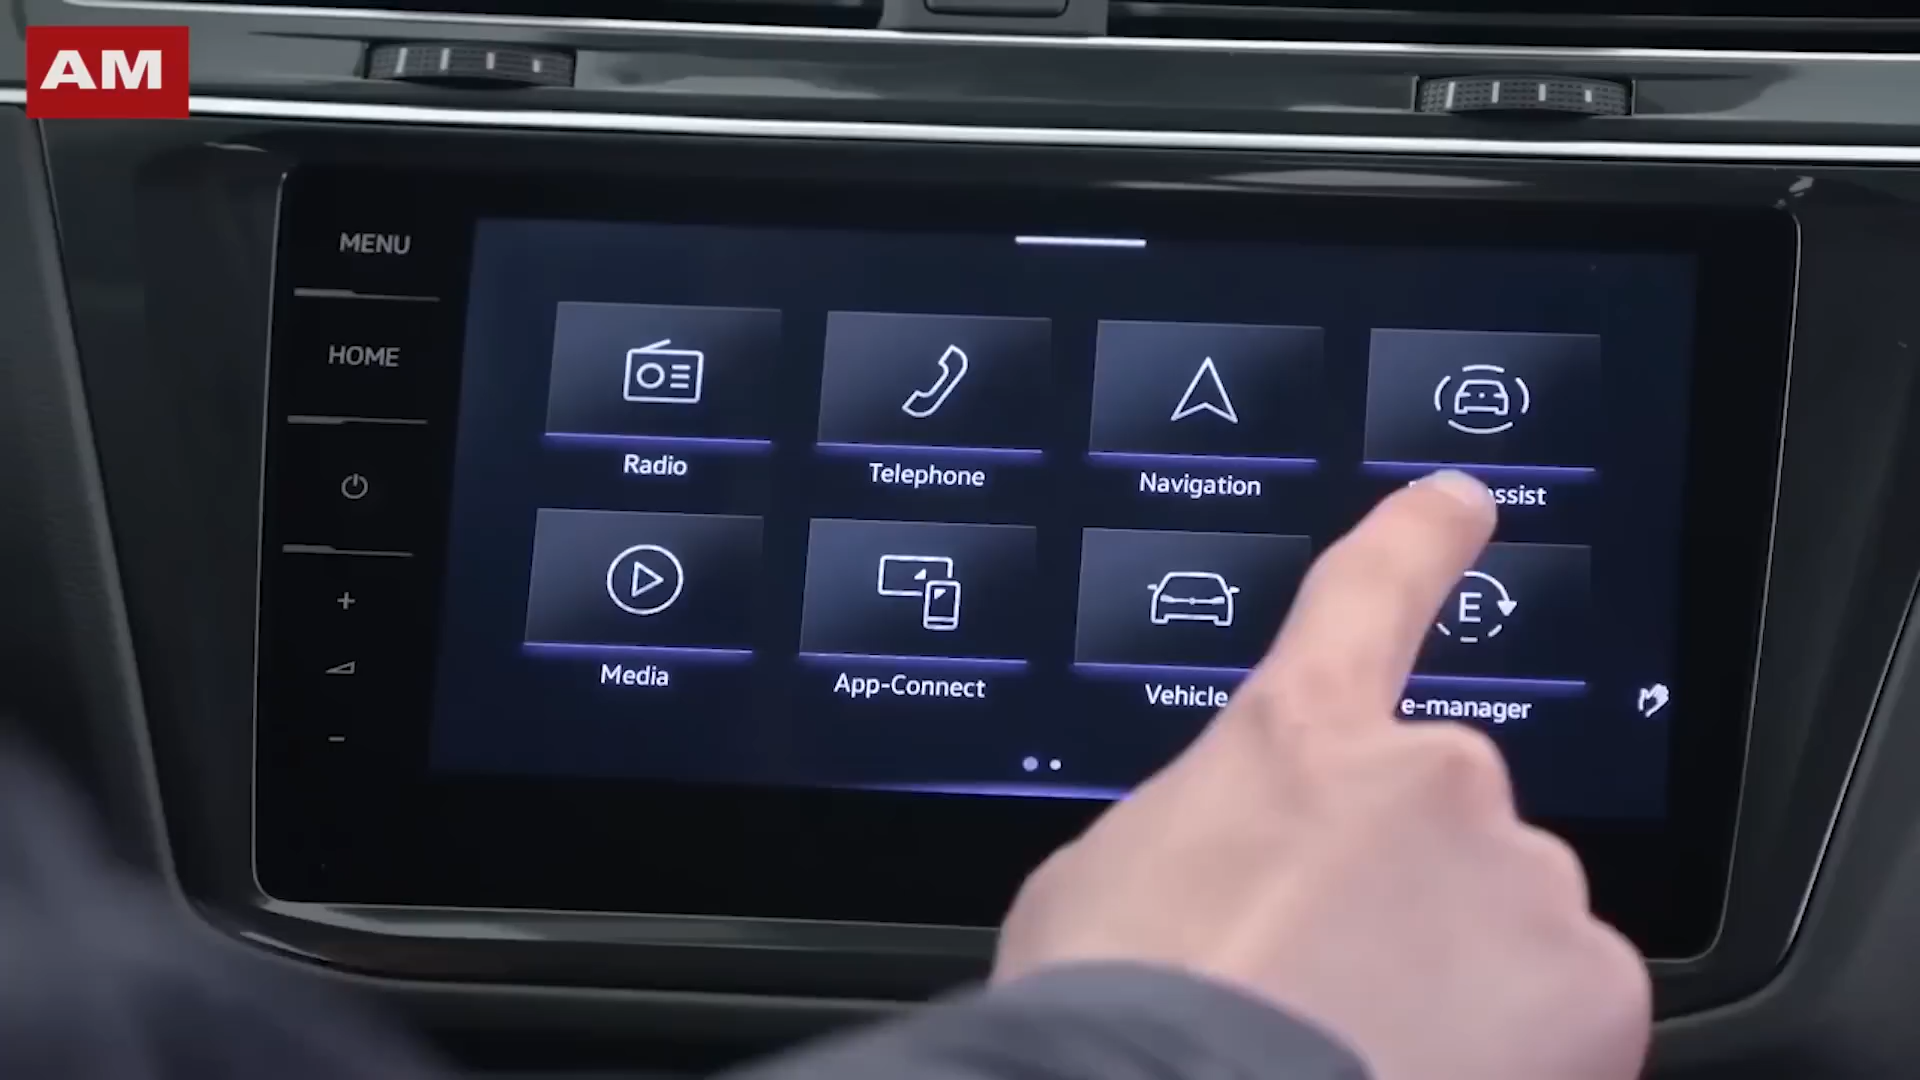 AM
MENU
HOME
+
−
Radio
Telephone
Navigation
Media
App-Connect
Vehicle
E
e-manager